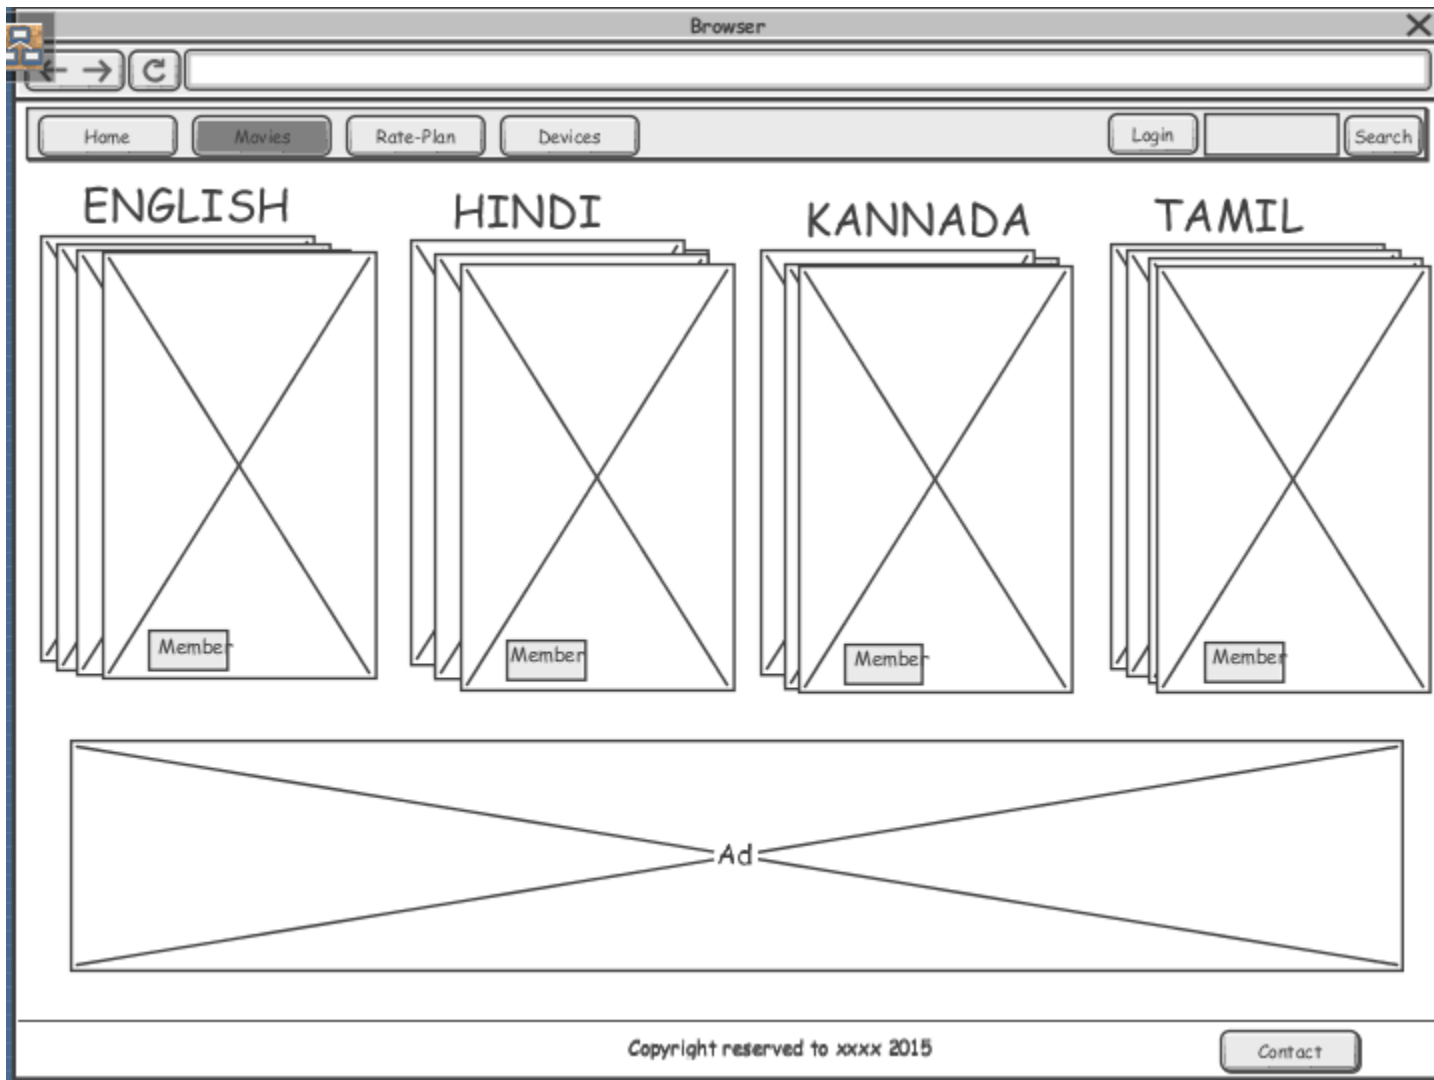 Browser
Home Movies Rate-Plan Devices Login Search
ENGLISH HINDI KANNADA TAMIL
Member Member Member Member
Ad
Copyright reserved to xxxx 2015
Contact